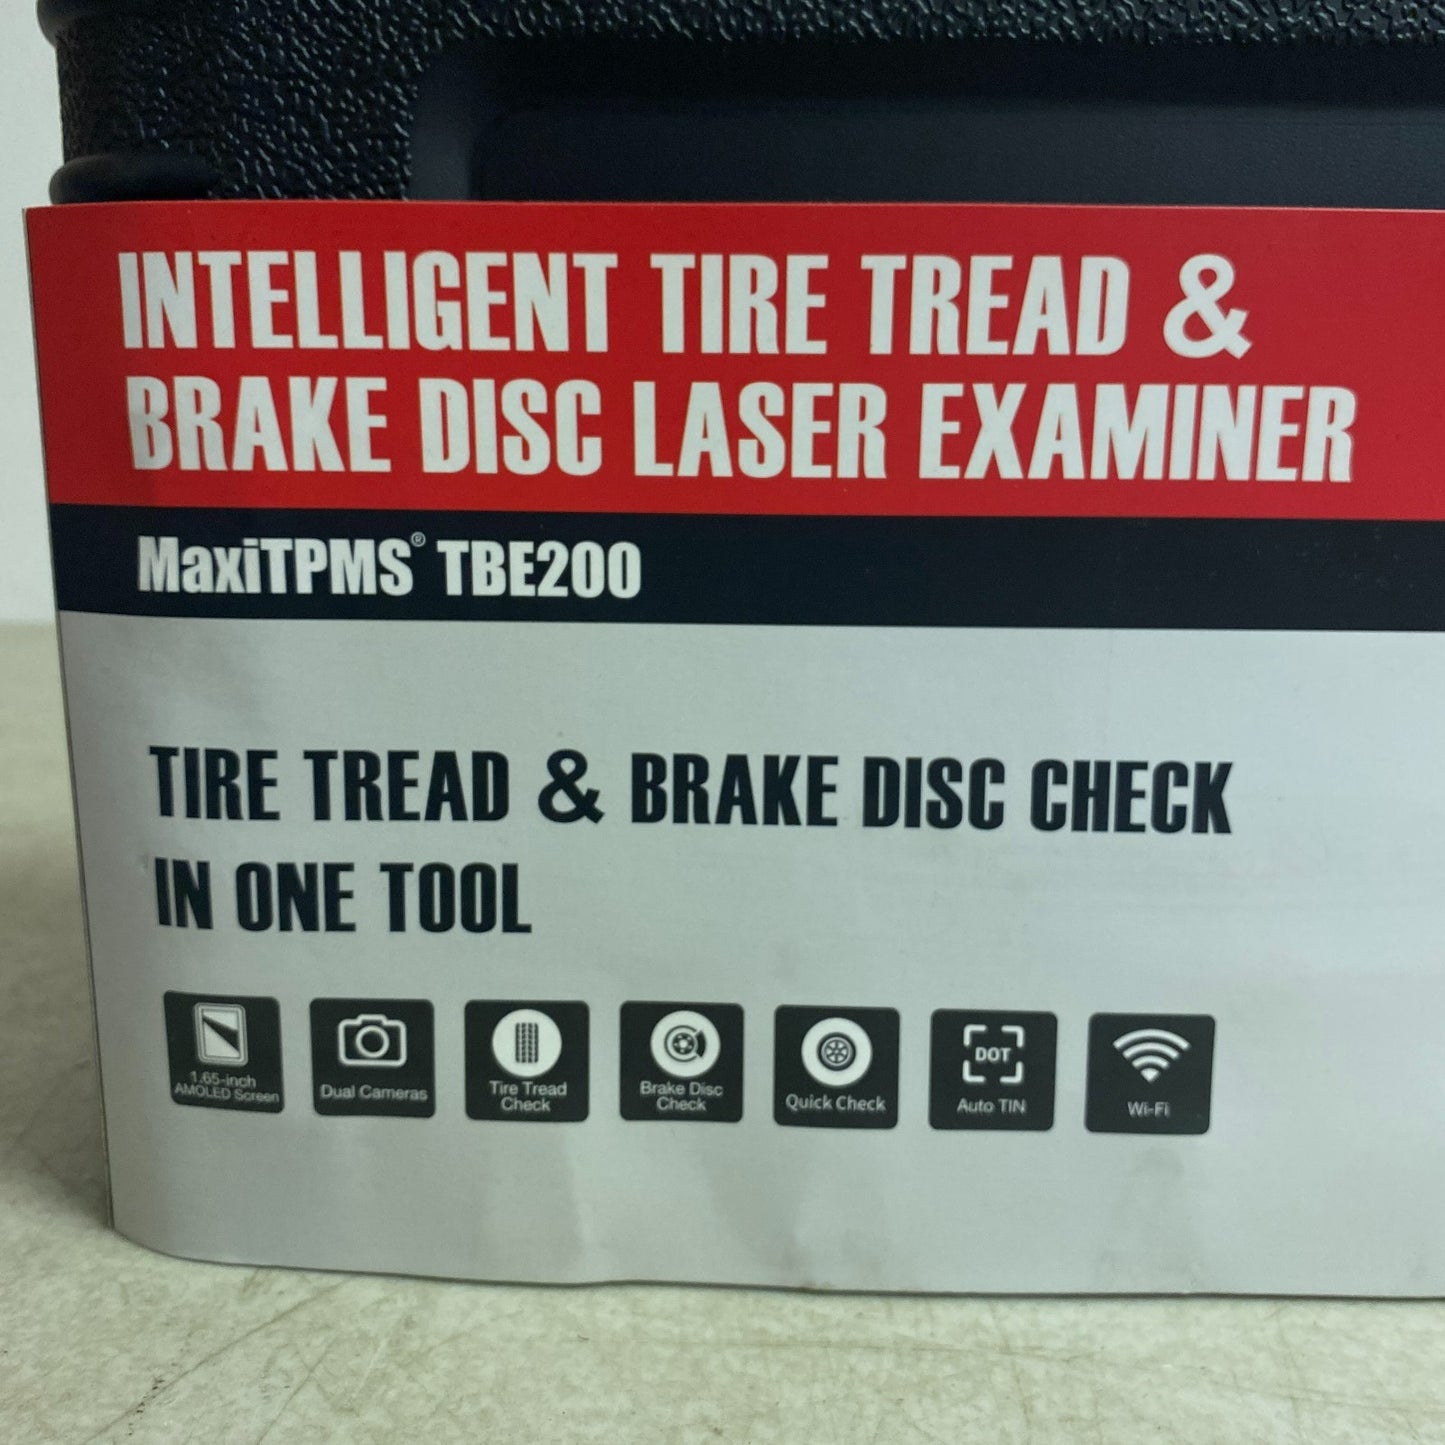 INTELLIGENT TIRE TREAD &
BRAKE DISC LASER EXAMINER
MaxiTPMS® TBE200
TIRE TREAD & BRAKE DISC CHECK
IN ONE TOOL
1.65-inch
AMOLED Screen
Dual Cameras
Tire Tread
Check
Brake Disc
Check
Quick Check
DOT
Auto TIN
Wi-Fi